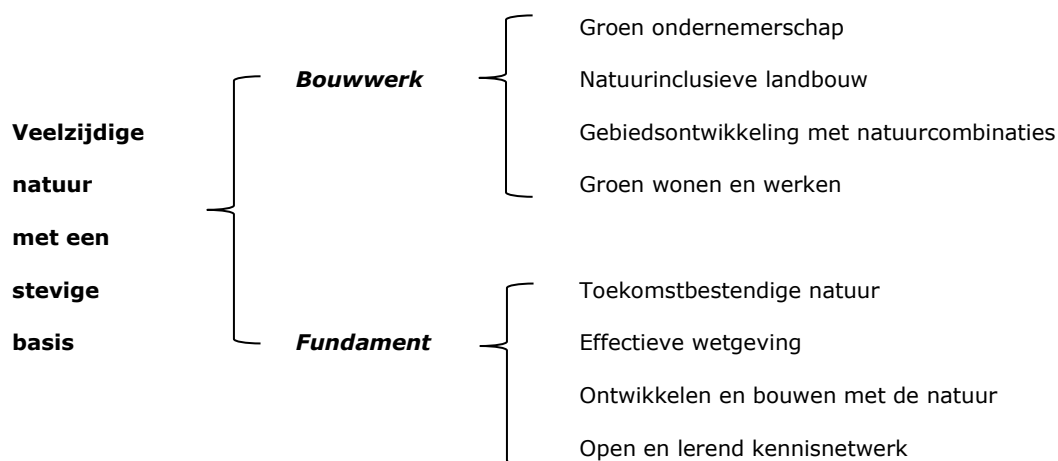 Veelzijdige
natuur
met een
stevige
basis
Bouwwerk
Groen ondernemerschap
Natuurinclusieve landbouw
Gebiedsontwikkeling met natuurcombinaties
Groen wonen en werken
Fundament
Toekomstbestendige natuur
Effectieve wetgeving
Ontwikkelen en bouwen met de natuur
Open en lerend kennisnetwerk